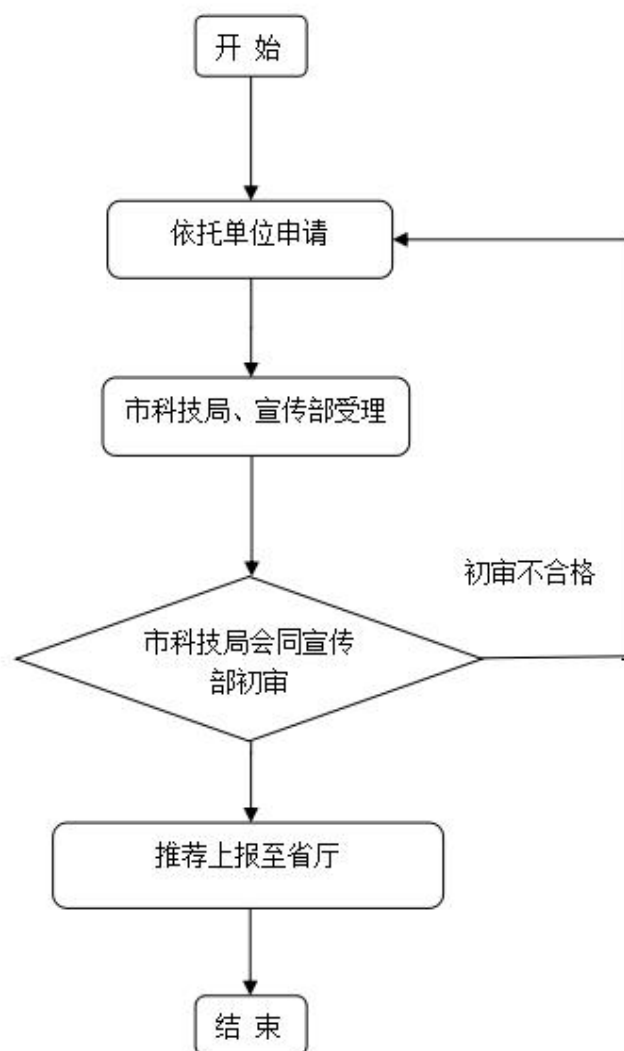 开 始
依托单位申请
市科技局、宣传部受理
初审不合格
市科技局会同宣传
部初审
推荐上报至省厅
结 束